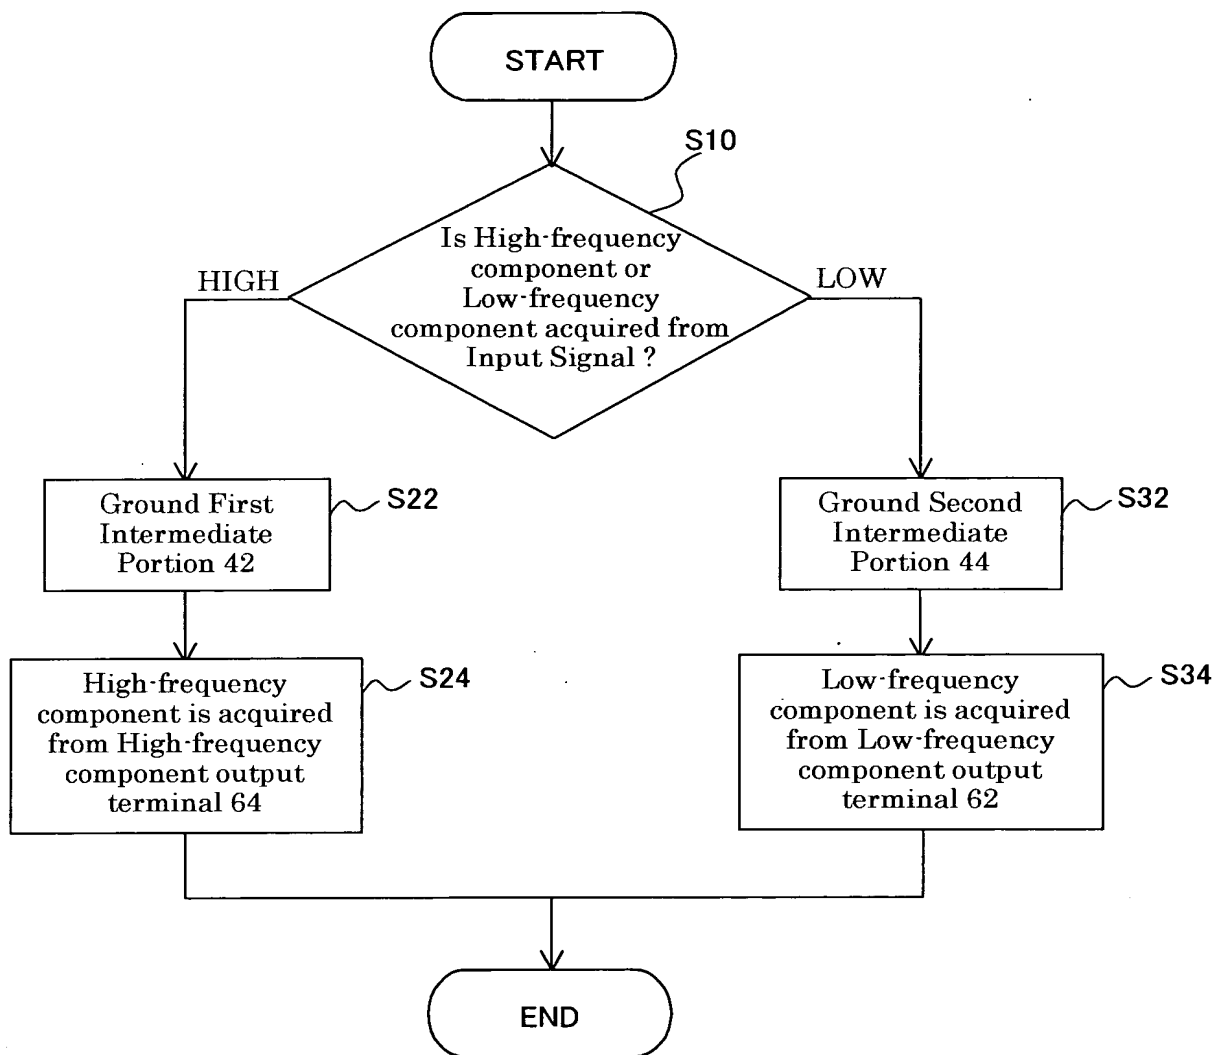 START
S10
Is High-frequency
component or
Low-frequency
component acquired from
Input Signal ?
HIGH
LOW
Ground First
Intermediate
Portion 42
S22
Ground Second
Intermediate
Portion 44
S32
High-frequency
component is acquired
from High-frequency
component output
terminal 64
S24
Low-frequency
component is acquired
from Low-frequency
component output
terminal 62
S34
END